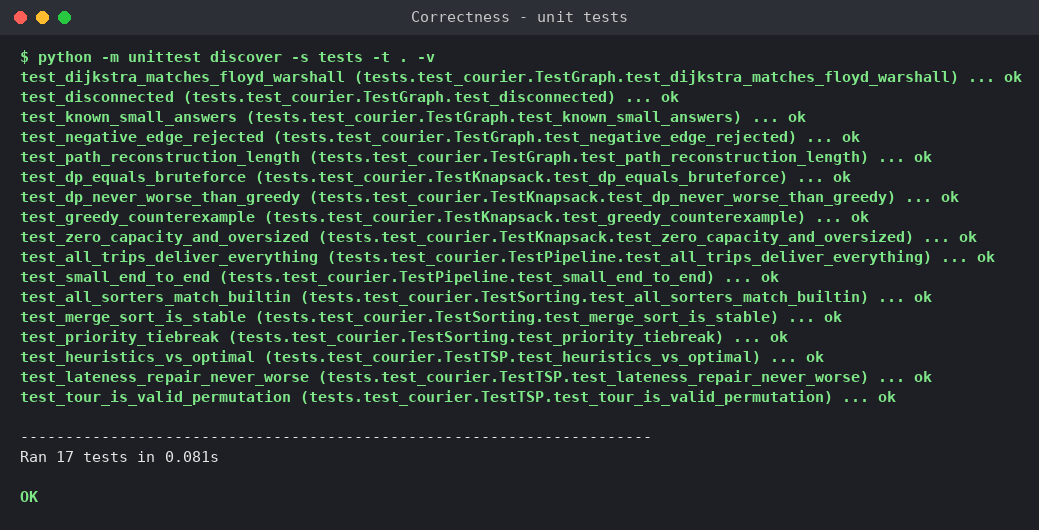 Correctness - unit tests
$ python -m unittest discover -s tests -t . -v
test_dijkstra_matches_floyd_warshall (tests.test_courier.TestGraph.test_dijkstra_matches_floyd_warshall) ... ok
test_disconnected (tests.test_courier.TestGraph.test_disconnected) ... ok
test_known_small_answers (tests.test_courier.TestGraph.test_known_small_answers) ... ok
test_negative_edge_rejected (tests.test_courier.TestGraph.test_negative_edge_rejected) ... ok
test_path_reconstruction_length (tests.test_courier.TestGraph.test_path_reconstruction_length) ... ok
test_dp_equals_bruteforce (tests.test_courier.TestKnapsack.test_dp_equals_bruteforce) ... ok
test_dp_never_worse_than_greedy (tests.test_courier.TestKnapsack.test_dp_never_worse_than_greedy) ... ok
test_greedy_counterexample (tests.test_courier.TestKnapsack.test_greedy_counterexample) ... ok
test_zero_capacity_and_oversized (tests.test_courier.TestKnapsack.test_zero_capacity_and_oversized) ... ok
test_all_trips_deliver_everything (tests.test_courier.TestPipeline.test_all_trips_deliver_everything) ... ok
test_small_end_to_end (tests.test_courier.TestPipeline.test_small_end_to_end) ... ok
test_all_sorters_match_builtin (tests.test_courier.TestSorting.test_all_sorters_match_builtin) ... ok
test_merge_sort_is_stable (tests.test_courier.TestSorting.test_merge_sort_is_stable) ... ok
test_priority_tiebreak (tests.test_courier.TestSorting.test_priority_tiebreak) ... ok
test_heuristics_vs_optimal (tests.test_courier.TestTSP.test_heuristics_vs_optimal) ... ok
test_lateness_repair_never_worse (tests.test_courier.TestTSP.test_lateness_repair_never_worse) ... ok
test_tour_is_valid_permutation (tests.test_courier.TestTSP.test_tour_is_valid_permutation) ... ok
----------------------------------------------------------------------
Ran 17 tests in 0.081s
OK